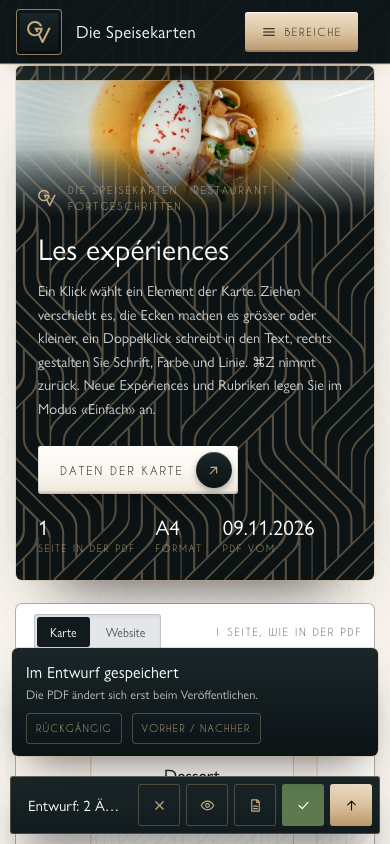 GV
Die Speisekarten
BEREICHE
GV
DIE SPEISEKARTEN · RESTAURANT ·
FORTGESCHRITTEN
Les expériences
Ein Klick wählt ein Element der Karte. Ziehen
verschiebt es, die Ecken machen es grösser oder
kleiner, ein Doppelklick schreibt in den Text, rechts
gestalten Sie Schrift, Farbe und Linie. ⌘Z nimmt
zurück. Neue Expériences und Rubriken legen Sie im
Modus «Einfach» an.
DATEN DER KARTE
1 A4 09.11.2026
SEITE IN DER PDF FORMAT PDF VOM
Karte Website 1 SEITE, WIE IN DER PDF
Im Entwurf gespeichert
Die PDF ändert sich erst beim Veröffentlichen.
RÜCKGÄNGIG VORHER / NACHHER
Dessert
Entwurf: 2 Ä…